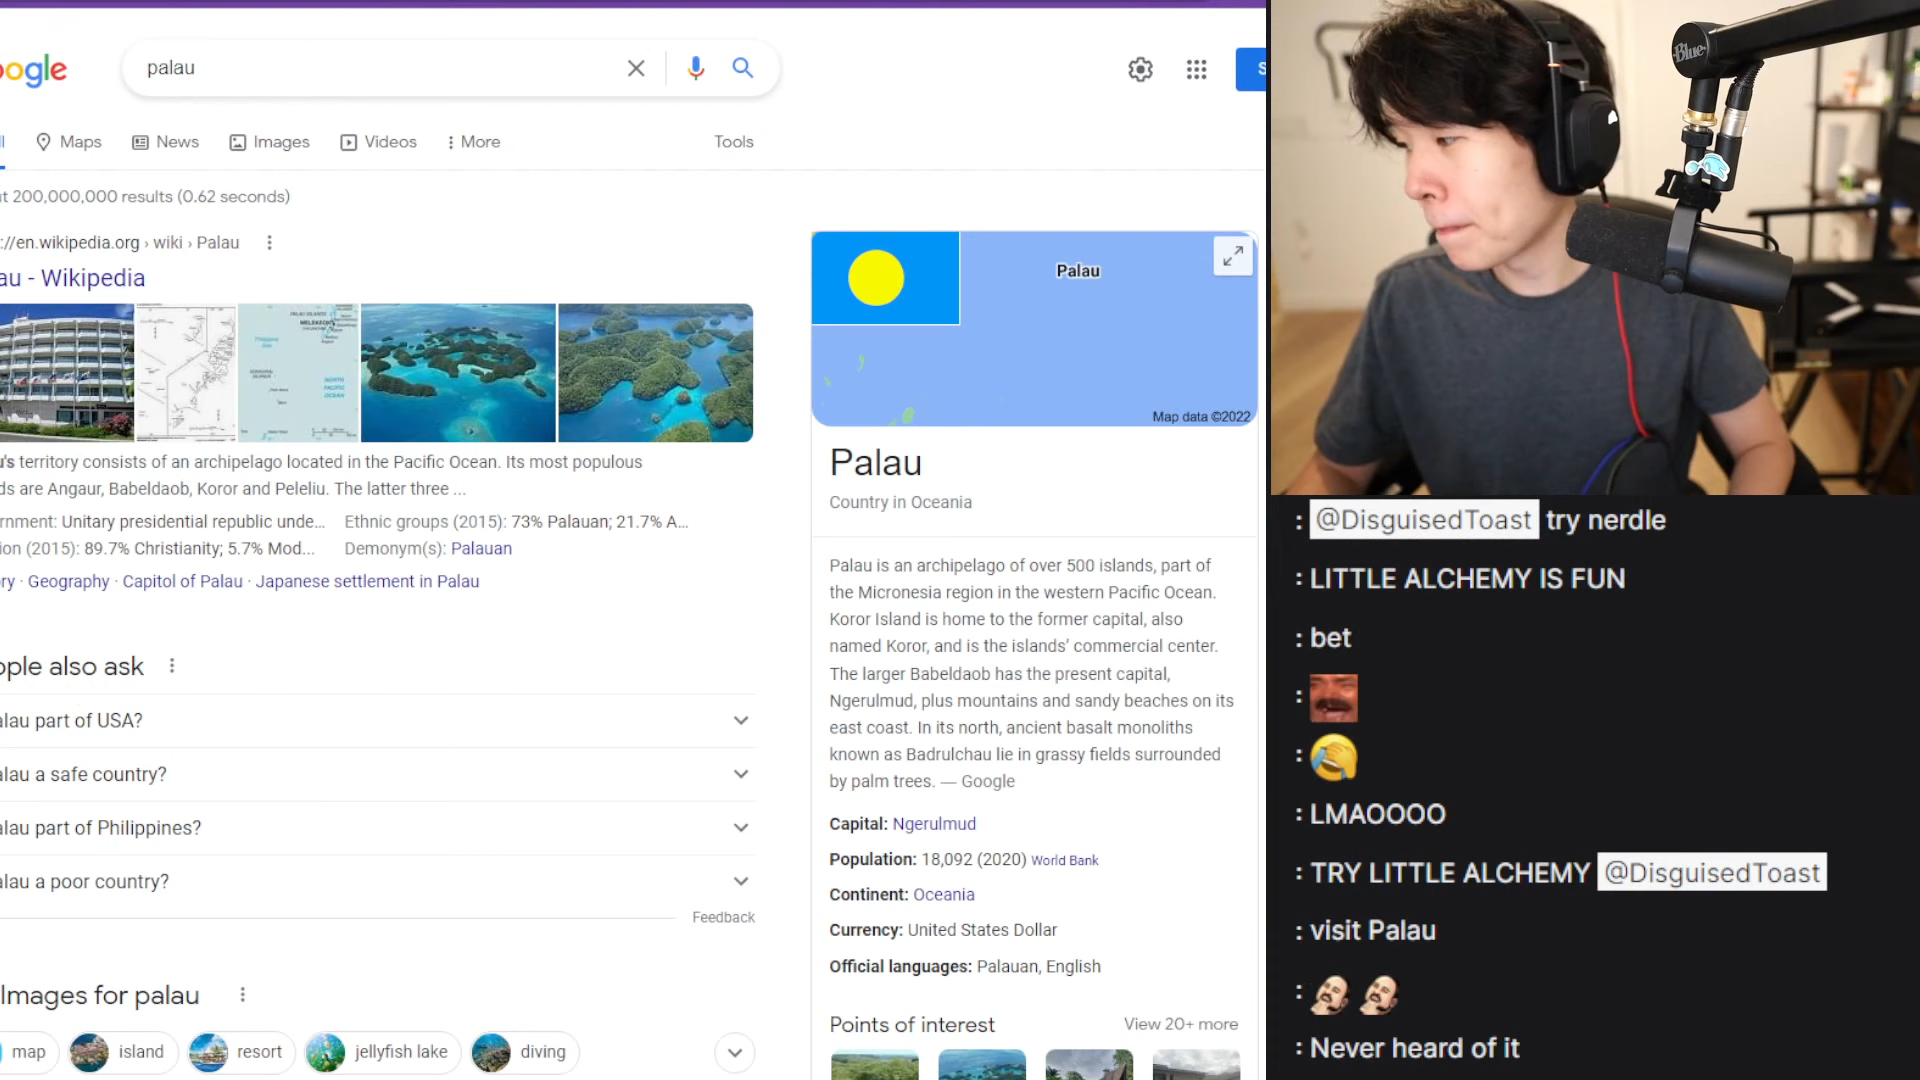 oogle
palau
S
Maps
News
Images
Videos
More
Tools
t 200,000,000 results (0.62 seconds)
://en.wikipedia.org › wiki › Palau
au - Wikipedia
's territory consists of an archipelago located in the Pacific Ocean. Its most populous
ds are Angaur, Babeldaob, Koror and Peleliu. The latter three ...
rnment: Unitary presidential republic unde...
Ethnic groups (2015): 73% Palauan; 21.7% A...
ion (2015): 89.7% Christianity; 5.7% Mod...
Demonym(s): Palauan
ry · Geography · Capitol of Palau · Japanese settlement in Palau
ople also ask
alau part of USA?
alau a safe country?
alau part of Philippines?
alau a poor country?
Feedback
Images for palau
map
island
resort
jellyfish lake
diving
Palau
Map data ©2022
Palau
Country in Oceania
Palau is an archipelago of over 500 islands, part of
the Micronesia region in the western Pacific Ocean.
Koror Island is home to the former capital, also
named Koror, and is the islands' commercial center.
The larger Babeldaob has the present capital,
Ngerulmud, plus mountains and sandy beaches on its
east coast. In its north, ancient basalt monoliths
known as Badrulchau lie in grassy fields surrounded
by palm trees. — Google
Capital: Ngerulmud
Population: 18,092 (2020) World Bank
Continent: Oceania
Currency: United States Dollar
Official languages: Palauan, English
Points of interest
View 20+ more
Blue
: @DisguisedToast try nerdle
: LITTLE ALCHEMY IS FUN
: bet
:
:
: LMAOOOO
: TRY LITTLE ALCHEMY @DisguisedToast
: visit Palau
:
: Never heard of it